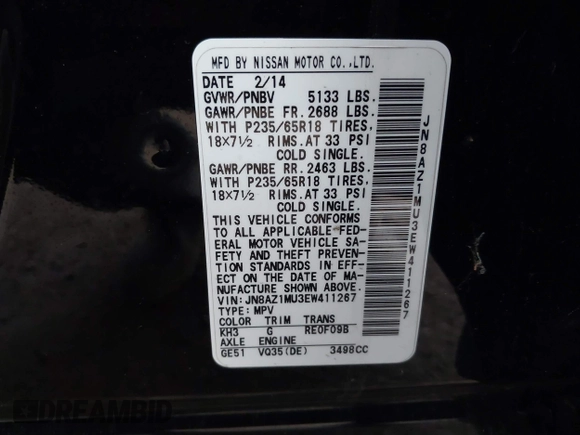 MFD BY NISSAN MOTOR CO.,LTD.
DATE 2/14
GVWR/PNBV 5133 LBS.
GAWR/PNBE FR. 2688 LBS.
WITH P235/65R18 TIRES,
18X7½ RIMS.AT 33 PSI
COLD SINGLE.
GAWR/PNBE RR. 2463 LBS.
WITH P235/65R18 TIRES,
18X7½ RIMS.AT 33 PSI
COLD SINGLE.
THIS VEHICLE CONFORMS
TO ALL APPLICABLE FED-
ERAL MOTOR VEHICLE SA-
FETY AND THEFT PREVEN-
TION STANDARDS IN EF-
FECT ON THE DATE OF MA-
NUFACTURE SHOWN ABOVE.
VIN: JN8AZ1MU3EW411267
TYPE: MPV
COLOR TRIM TRANS
KH3 G RE0F09B
AXLE ENGINE
GE51 VQ35(DE) 3498CC
JN8AZ1MU3EW411267
DREAMBID